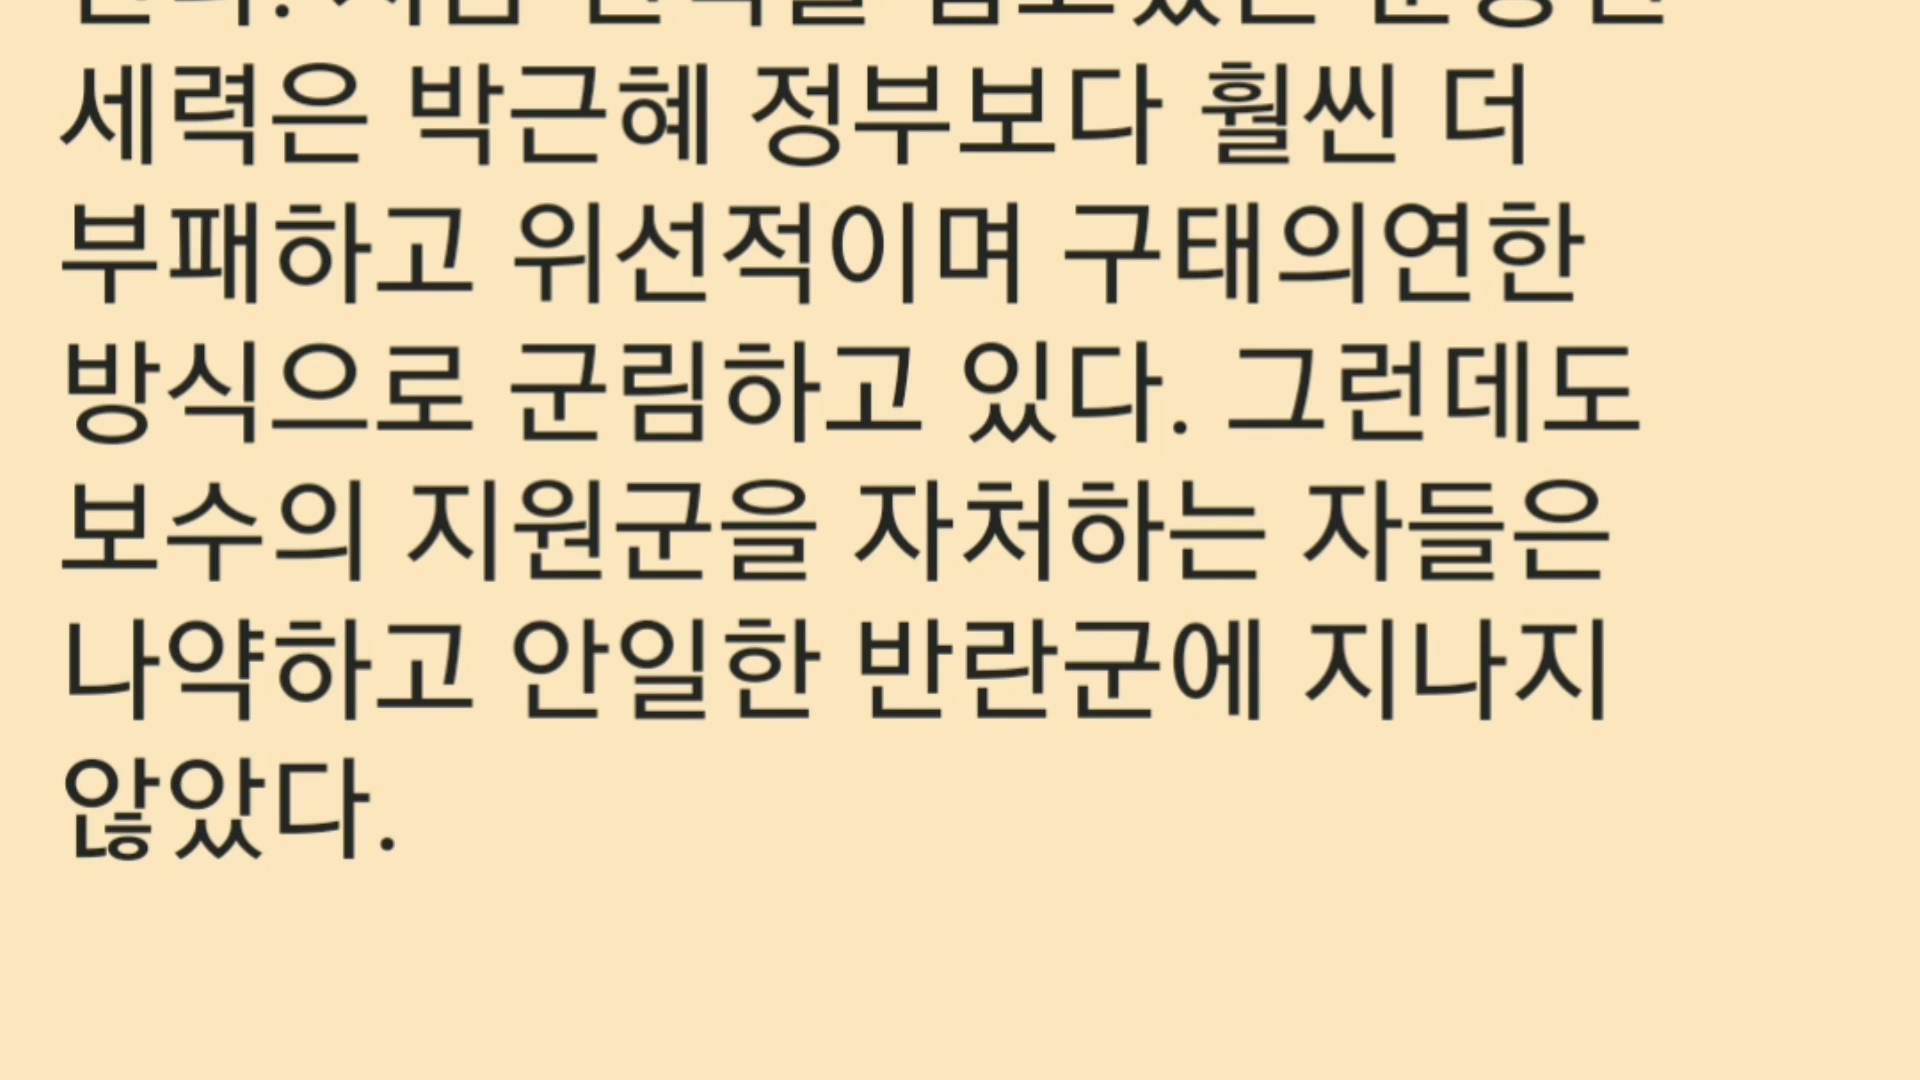 세력은 박근혜 정부보다 훨씬 더
부패하고 위선적이며 구태의연한
방식으로 군림하고 있다. 그런데도
보수의 지원군을 자처하는 자들은
나약하고 안일한 반란군에 지나지
않았다.